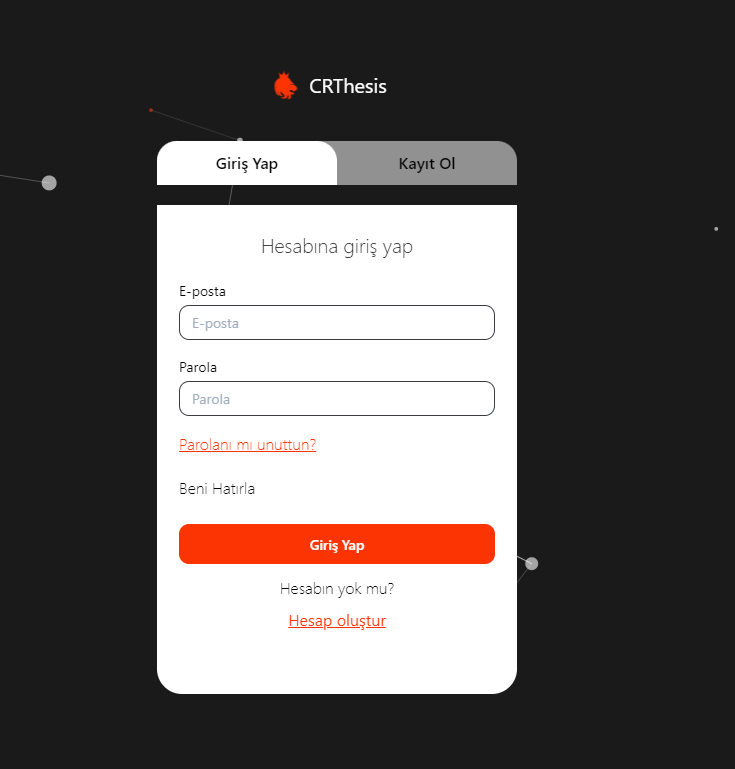 CRThesis
Giriş Yap
Kayıt Ol
Hesabına giriş yap
E-posta
E-posta
Parola
Parola
Parolanı mı unuttun?
Beni Hatırla
Giriş Yap
Hesabın yok mu?
Hesap oluştur